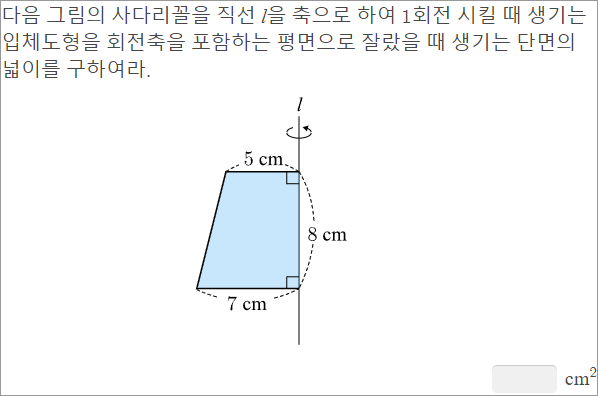 다음 그림의 사다리꼴을 직선 l을 축으로 하여 1회전 시킬 때 생기는
입체도형을 회전축을 포함하는 평면으로 잘랐을 때 생기는 단면의
넓이를 구하여라.
l
5 cm
8 cm
7 cm
cm²